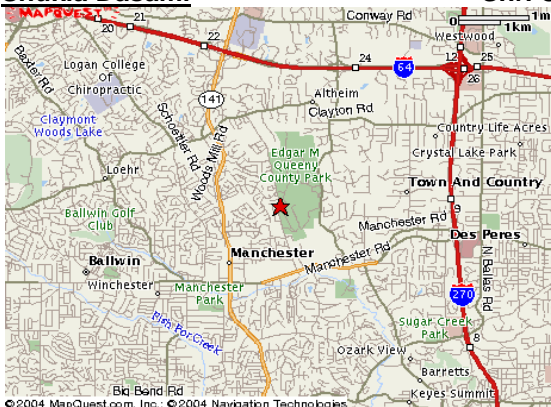 MAPQUEST
Conway Rd
0
1m
1km
20
21
22
24
64
12
25
26
Westwood
Baxter Rd
Logan College
Of
Chiropractic
141
Altheim
Clayton Rd
Claymont
Woods Lake
Schoettler Rd
Woods Mill Rd
Country Life Acres
Edgar M
Queeny
County Park
Crystal Lake Park
Loehr
Town And Country
9
Ballwin Golf
Club
Manchester Rd
Des Peres
Ballwin
Manchester
Manchester Rd
N Ballas Rd
Winchester
Manchester
Park
270
Fish Pot Creek
Sugar Creek
Park
8
Ozark View
Barretts
Big Bend Rd
Keyes Summit
©2004 MapQuest.com, Inc.; ©2004 Navigation Technologies